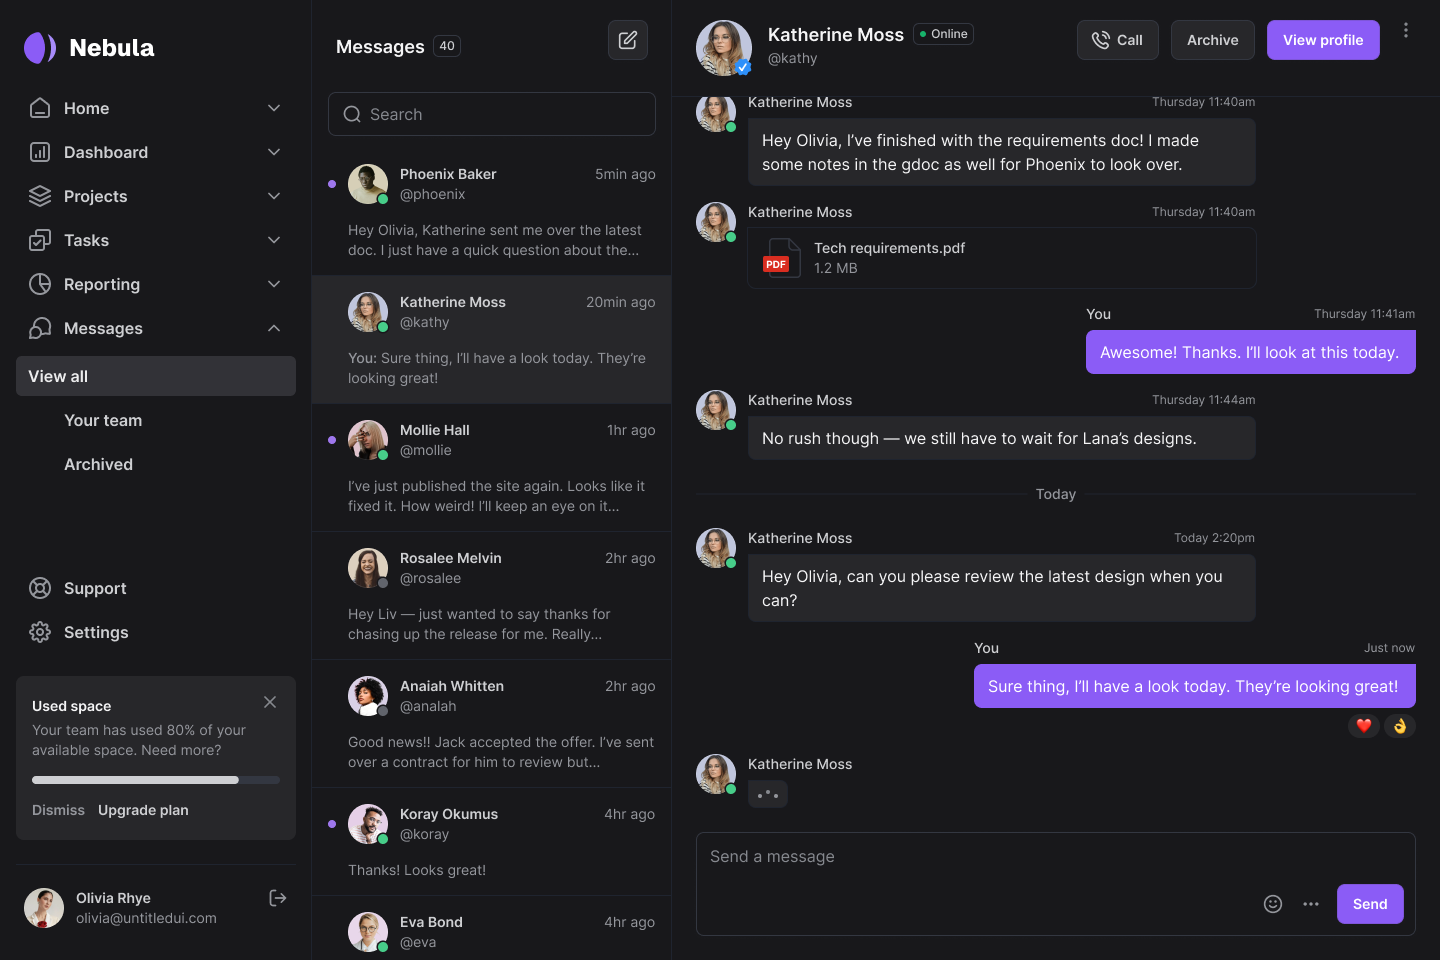 Nebula
Home
Dashboard
Projects
Tasks
Reporting
Messages
View all
Your team
Archived
Support
Settings
Used space
Your team has used 80% of your
available space. Need more?
Dismiss Upgrade plan
Olivia Rhye
olivia@untitledui.com
Messages 40
Search
Phoenix Baker 5min ago
@phoenix
Hey Olivia, Katherine sent me over the latest
doc. I just have a quick question about the...
Katherine Moss 20min ago
@kathy
You: Sure thing, I’ll have a look today. They’re
looking great!
Mollie Hall 1hr ago
@mollie
I’ve just published the site again. Looks like it
fixed it. How weird! I’ll keep an eye on it...
Rosalee Melvin 2hr ago
@rosalee
Hey Liv — just wanted to say thanks for
chasing up the release for me. Really...
Anaiah Whitten 2hr ago
@analah
Good news!! Jack accepted the offer. I’ve sent
over a contract for him to review but...
Koray Okumus 4hr ago
@koray
Thanks! Looks great!
Eva Bond 4hr ago
@eva
Katherine Moss Online
@kathy
Call
Archive
View profile
Katherine Moss Thursday 11:40am
Hey Olivia, I’ve finished with the requirements doc! I made
some notes in the gdoc as well for Phoenix to look over.
Katherine Moss Thursday 11:40am
PDF
Tech requirements.pdf
1.2 MB
You Thursday 11:41am
Awesome! Thanks. I’ll look at this today.
Katherine Moss Thursday 11:44am
No rush though — we still have to wait for Lana’s designs.
Today
Katherine Moss Today 2:20pm
Hey Olivia, can you please review the latest design when you
can?
You Just now
Sure thing, I’ll have a look today. They’re looking great!
Katherine Moss
Send a message
Send